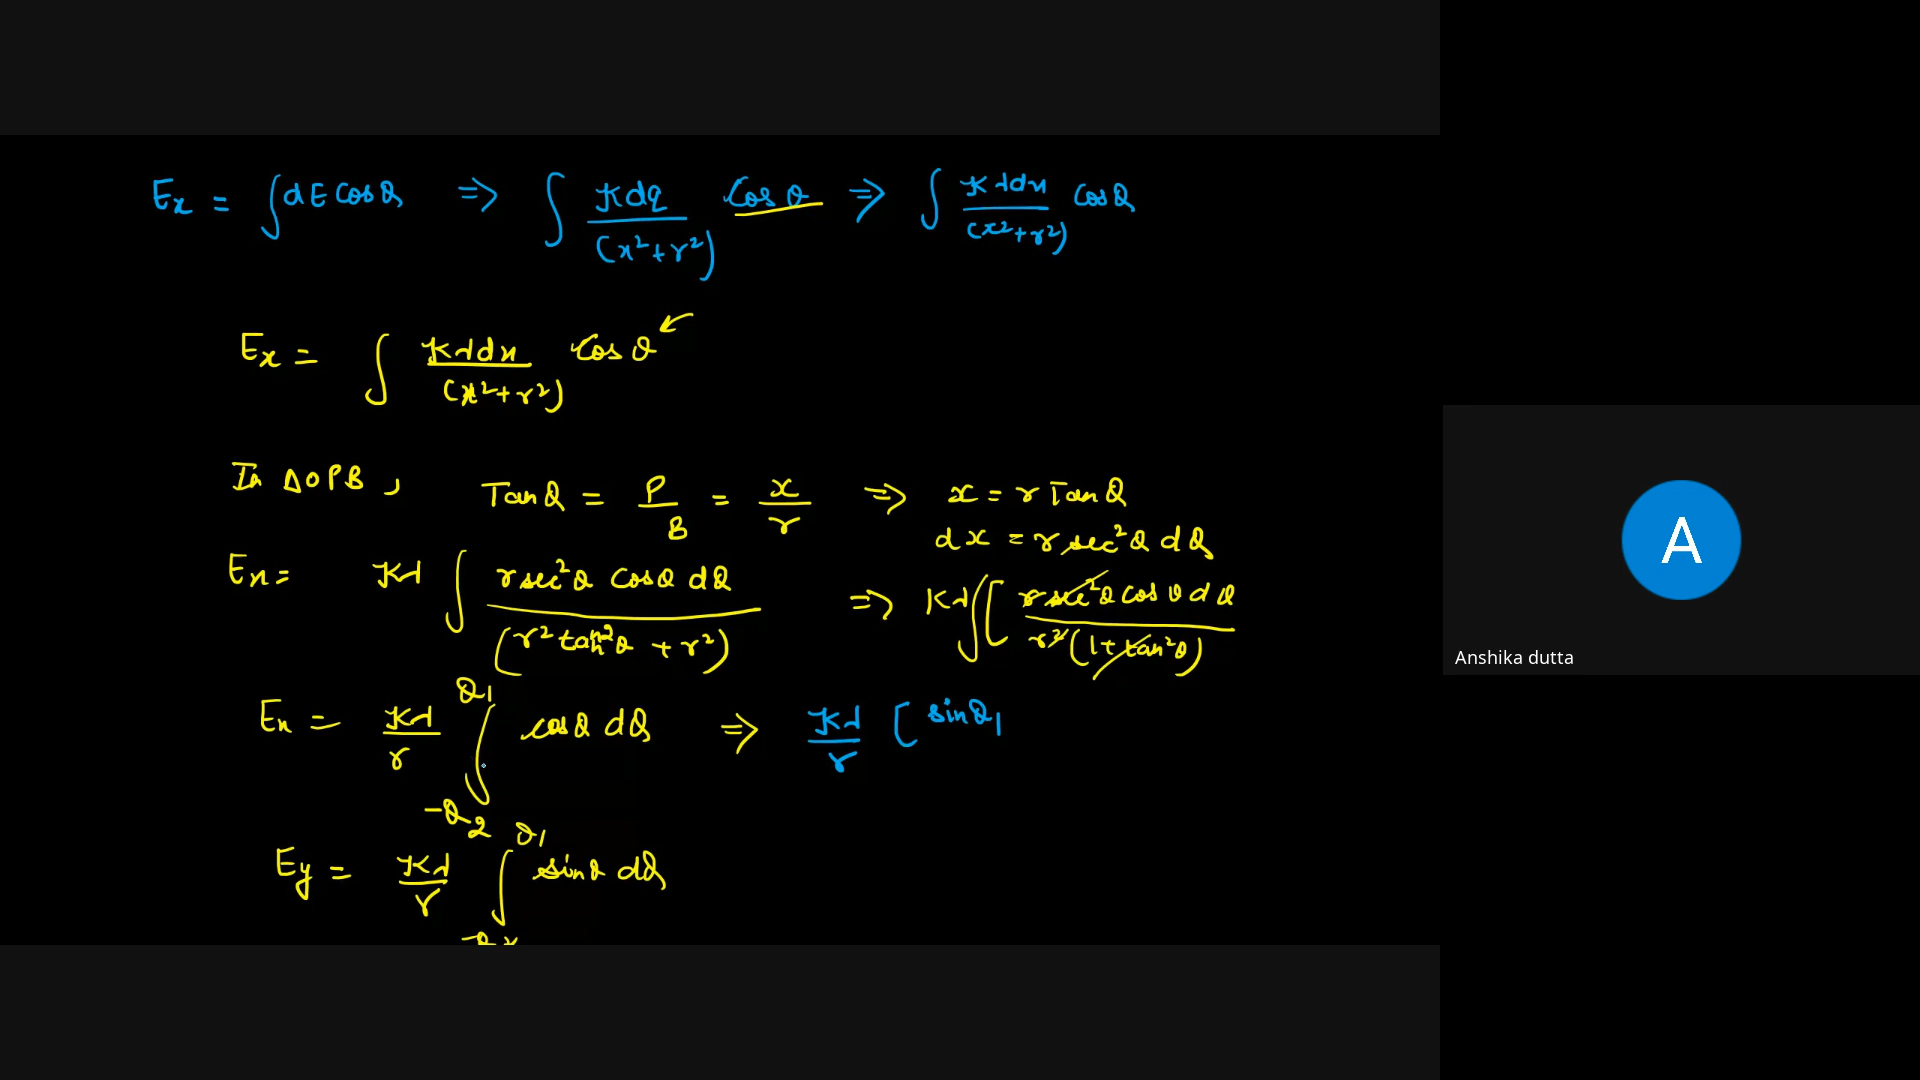 Ex = ∫dE Cosθ ⇒ ∫ Kdq/(x²+r²) Cosθ ⇒ ∫ Kλdx/(x²+r²) Cosθ
Ex = ∫ Kλdx/(x²+r²) Cosθ
In ΔOPB, Tanθ = P/B = x/r ⇒ x = r Tanθ
dx = r sec²θ dθ
Ex = Kλ ∫ r sec²θ cosθ dθ/(r² tan²θ + r²) ⇒ Kλ∫[ r sec²θ cosθ dθ/r²(1+tan²θ)
Ex = Kλ/r ∫_{-θ2}^{θ1} cosθ dθ ⇒ Kλ/r [ sinθ1
Ey = Kλ/r ∫^{θ1} sinθ dθ
A
Anshika dutta